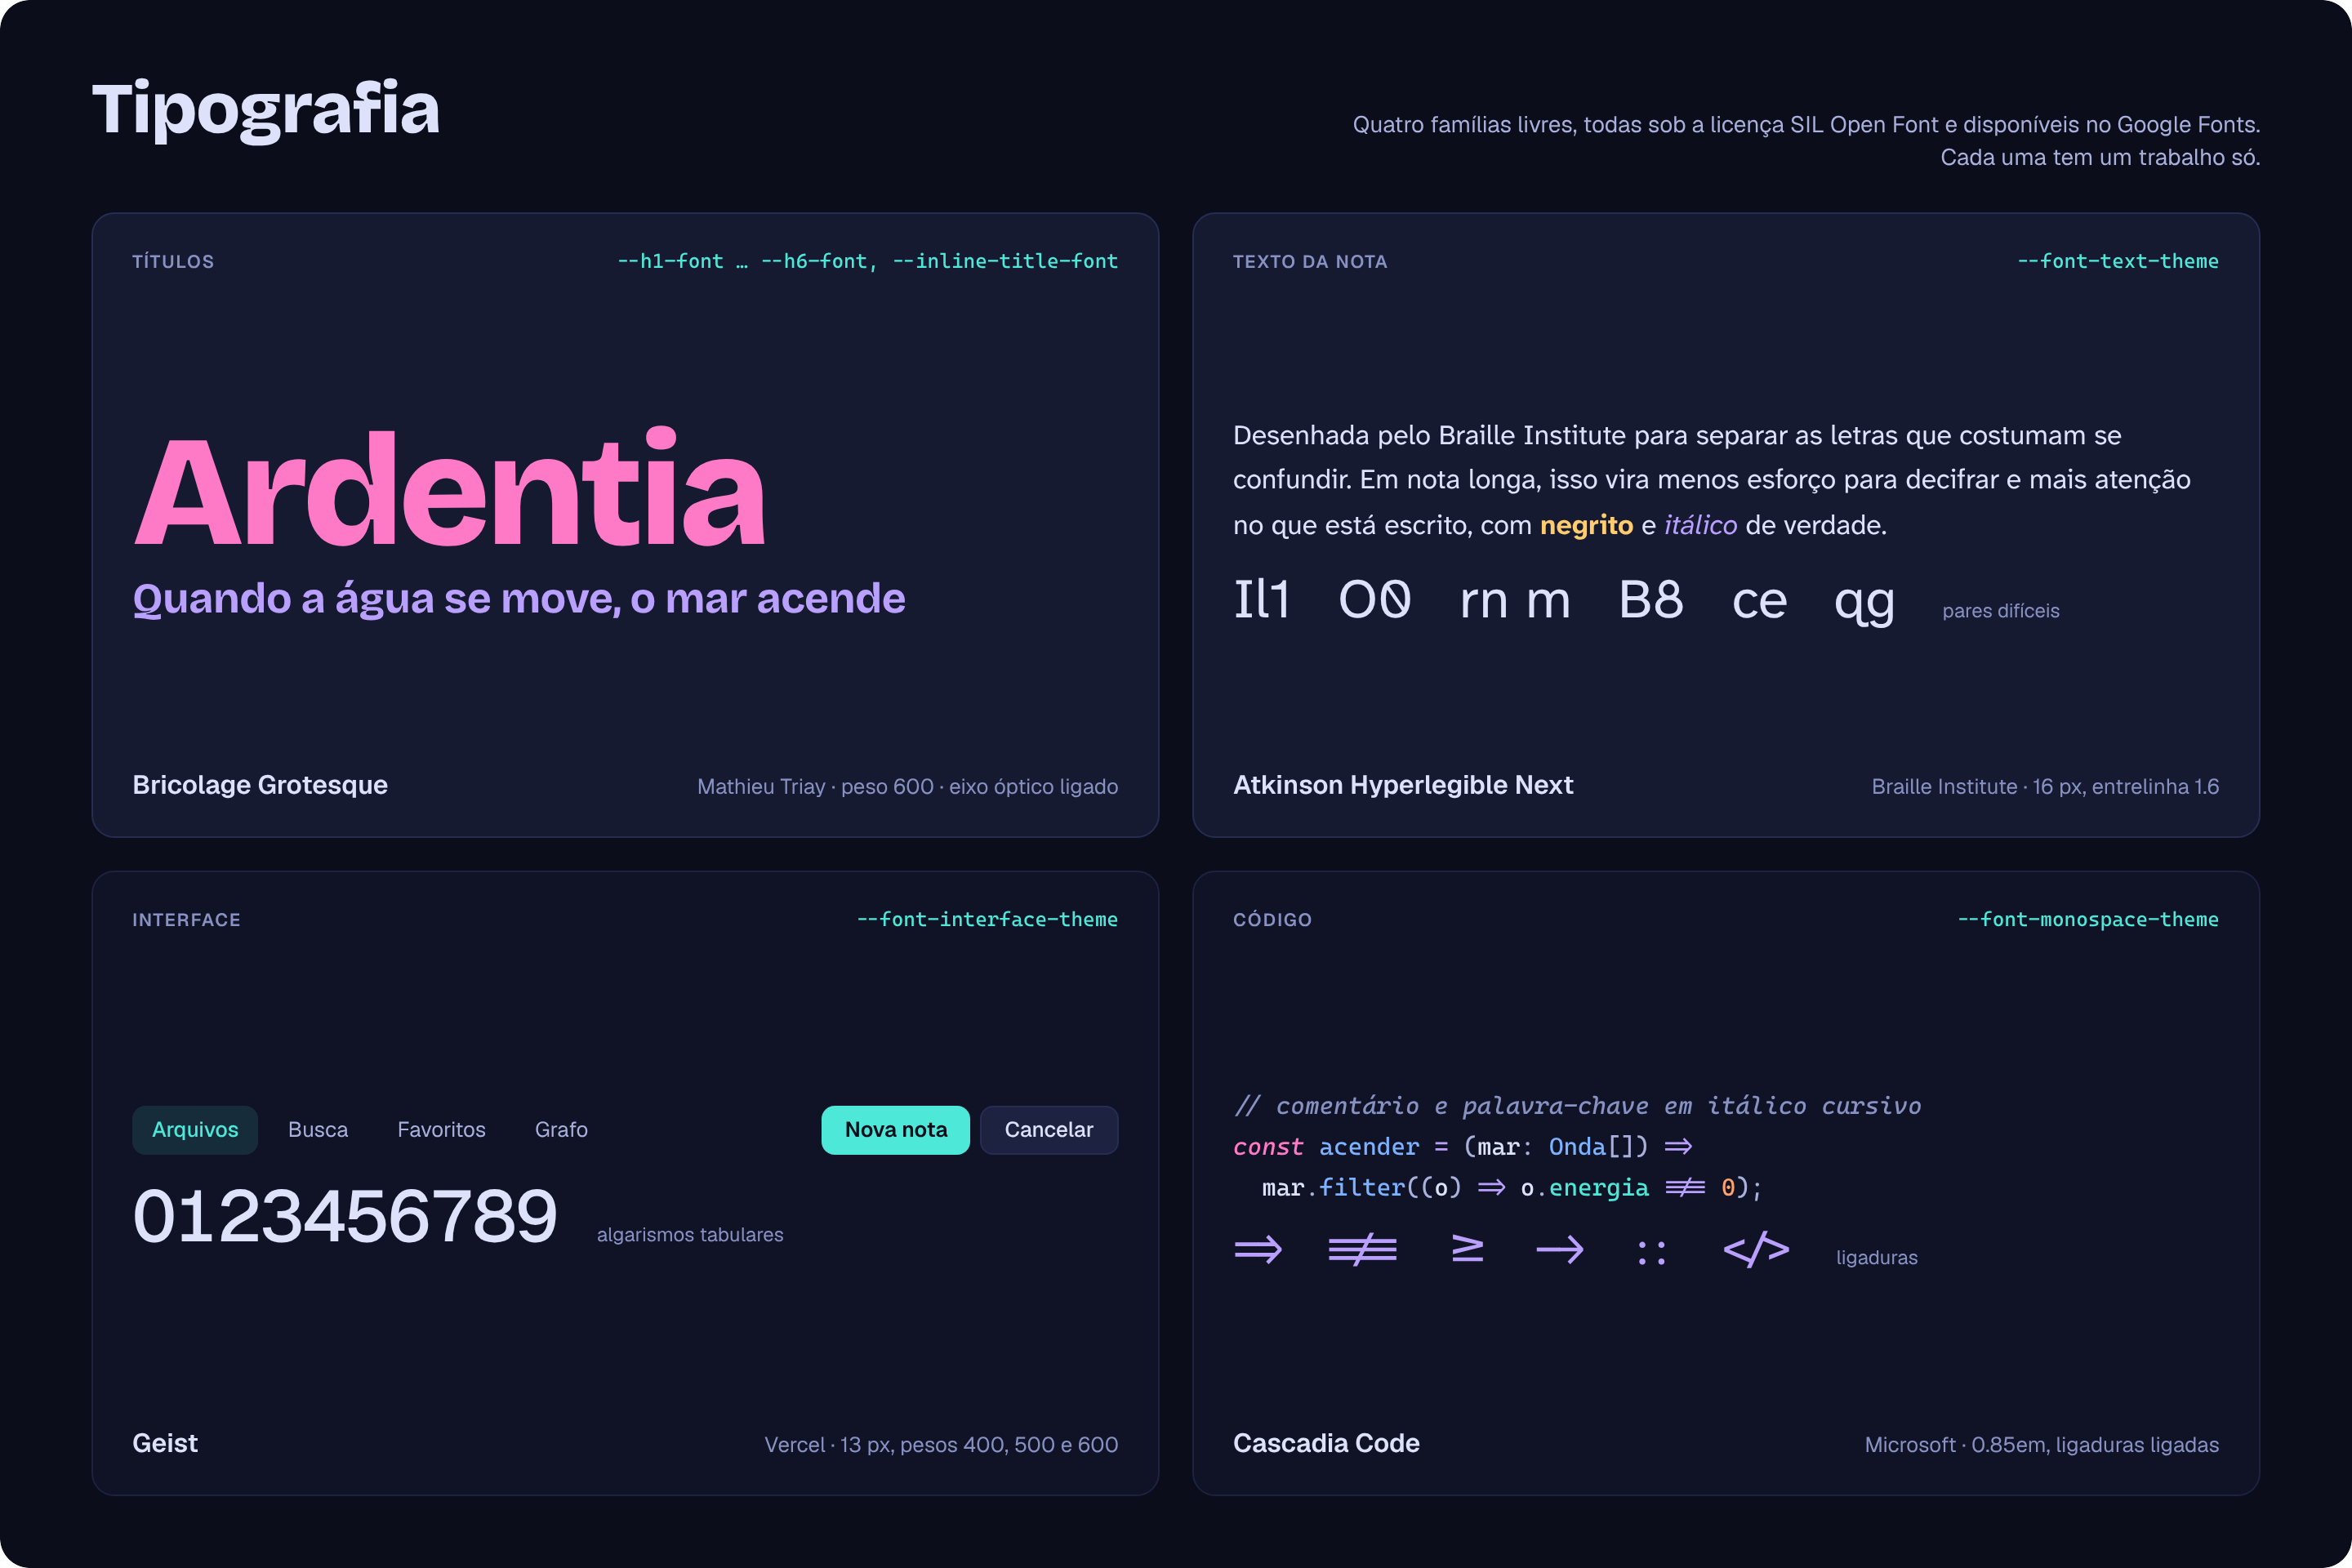 Tipografia
Quatro famílias livres, todas sob a licença SIL Open Font e disponíveis no Google Fonts.
Cada uma tem um trabalho só.
TÍTULOS
--h1-font … --h6-font, --inline-title-font
Ardentia
Quando a água se move, o mar acende
Bricolage Grotesque
Mathieu Triay · peso 600 · eixo óptico ligado
TEXTO DA NOTA
--font-text-theme
Desenhada pelo Braille Institute para separar as letras que costumam se
confundir. Em nota longa, isso vira menos esforço para decifrar e mais atenção
no que está escrito, com negrito e itálico de verdade.
Il1 O0 rn m B8 ce qg pares difíceis
Atkinson Hyperlegible Next
Braille Institute · 16 px, entrelinha 1.6
INTERFACE
--font-interface-theme
Arquivos Busca Favoritos Grafo Nova nota Cancelar
0123456789 algarismos tabulares
Geist
Vercel · 13 px, pesos 400, 500 e 600
CÓDIGO
--font-monospace-theme
// comentário e palavra-chave em itálico cursivo
const acender = (mar: Onda[]) =>
mar.filter((o) => o.energia !== 0);
=> !== >= -> :: </> ligaduras
Cascadia Code
Microsoft · 0.85em, ligaduras ligadas